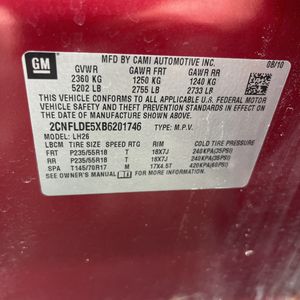 GM
MFD BY CAMI AUTOMOTIVE INC.
08/10
GVWR GAWR FRT GAWR RR
2360 KG 1250 KG 1240 KG
5202 LB 2755 LB 2733 LB
THIS VEHICLE CONFORMS TO ALL APPLICABLE U.S. FEDERAL
MOTOR VEHICLE SAFETY AND THEFT PREVENTION STANDARDS
IN EFFECT ON THE DATE OF MANUFACTURE SHOWN ABOVE.
2CNFLDE5XB6201746 TYPE: M.P.V.
MODEL: LH26
LBCM TIRE SIZE SPEED RTG RIM COLD TIRE PRESSURE
FRT P235/55R18 T 18X7J 240KPA(35PSI)
RR P235/55R18 T 18X7J 240KPA(35PSI)
SPA T145/70R17 M 17X4.5T 420KPA(60PSI)
SEE OWNER'S MANUAL